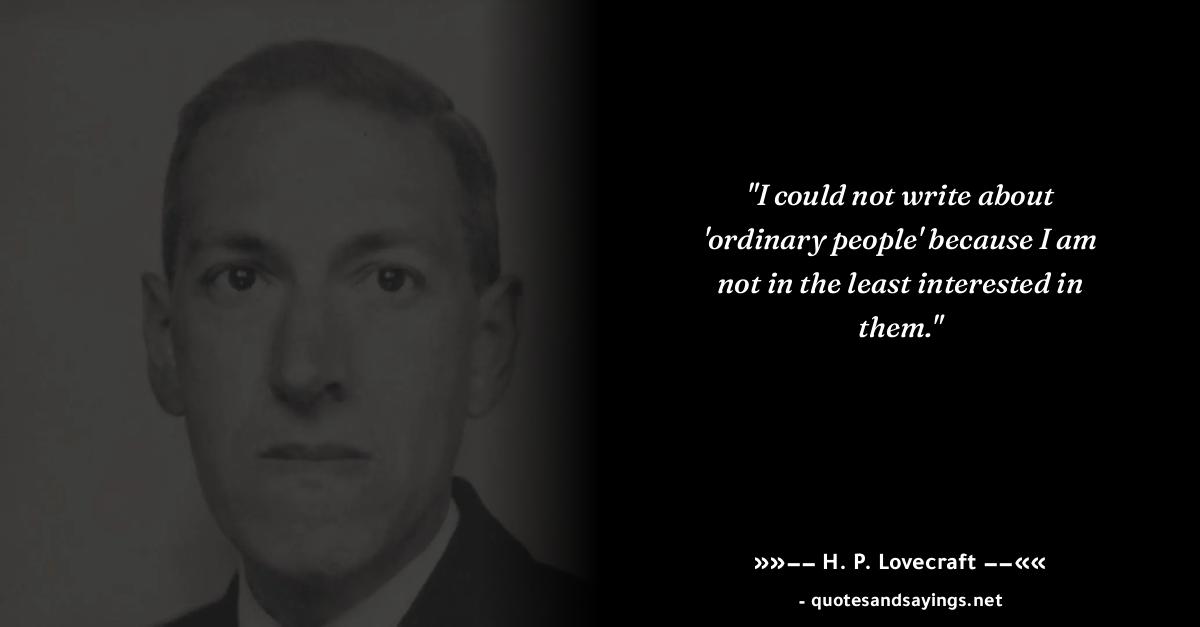 "I could not write about
'ordinary people' because I am
not in the least interested in
them."
»»−− H. P. Lovecraft −−««
- quotesandsayings.net